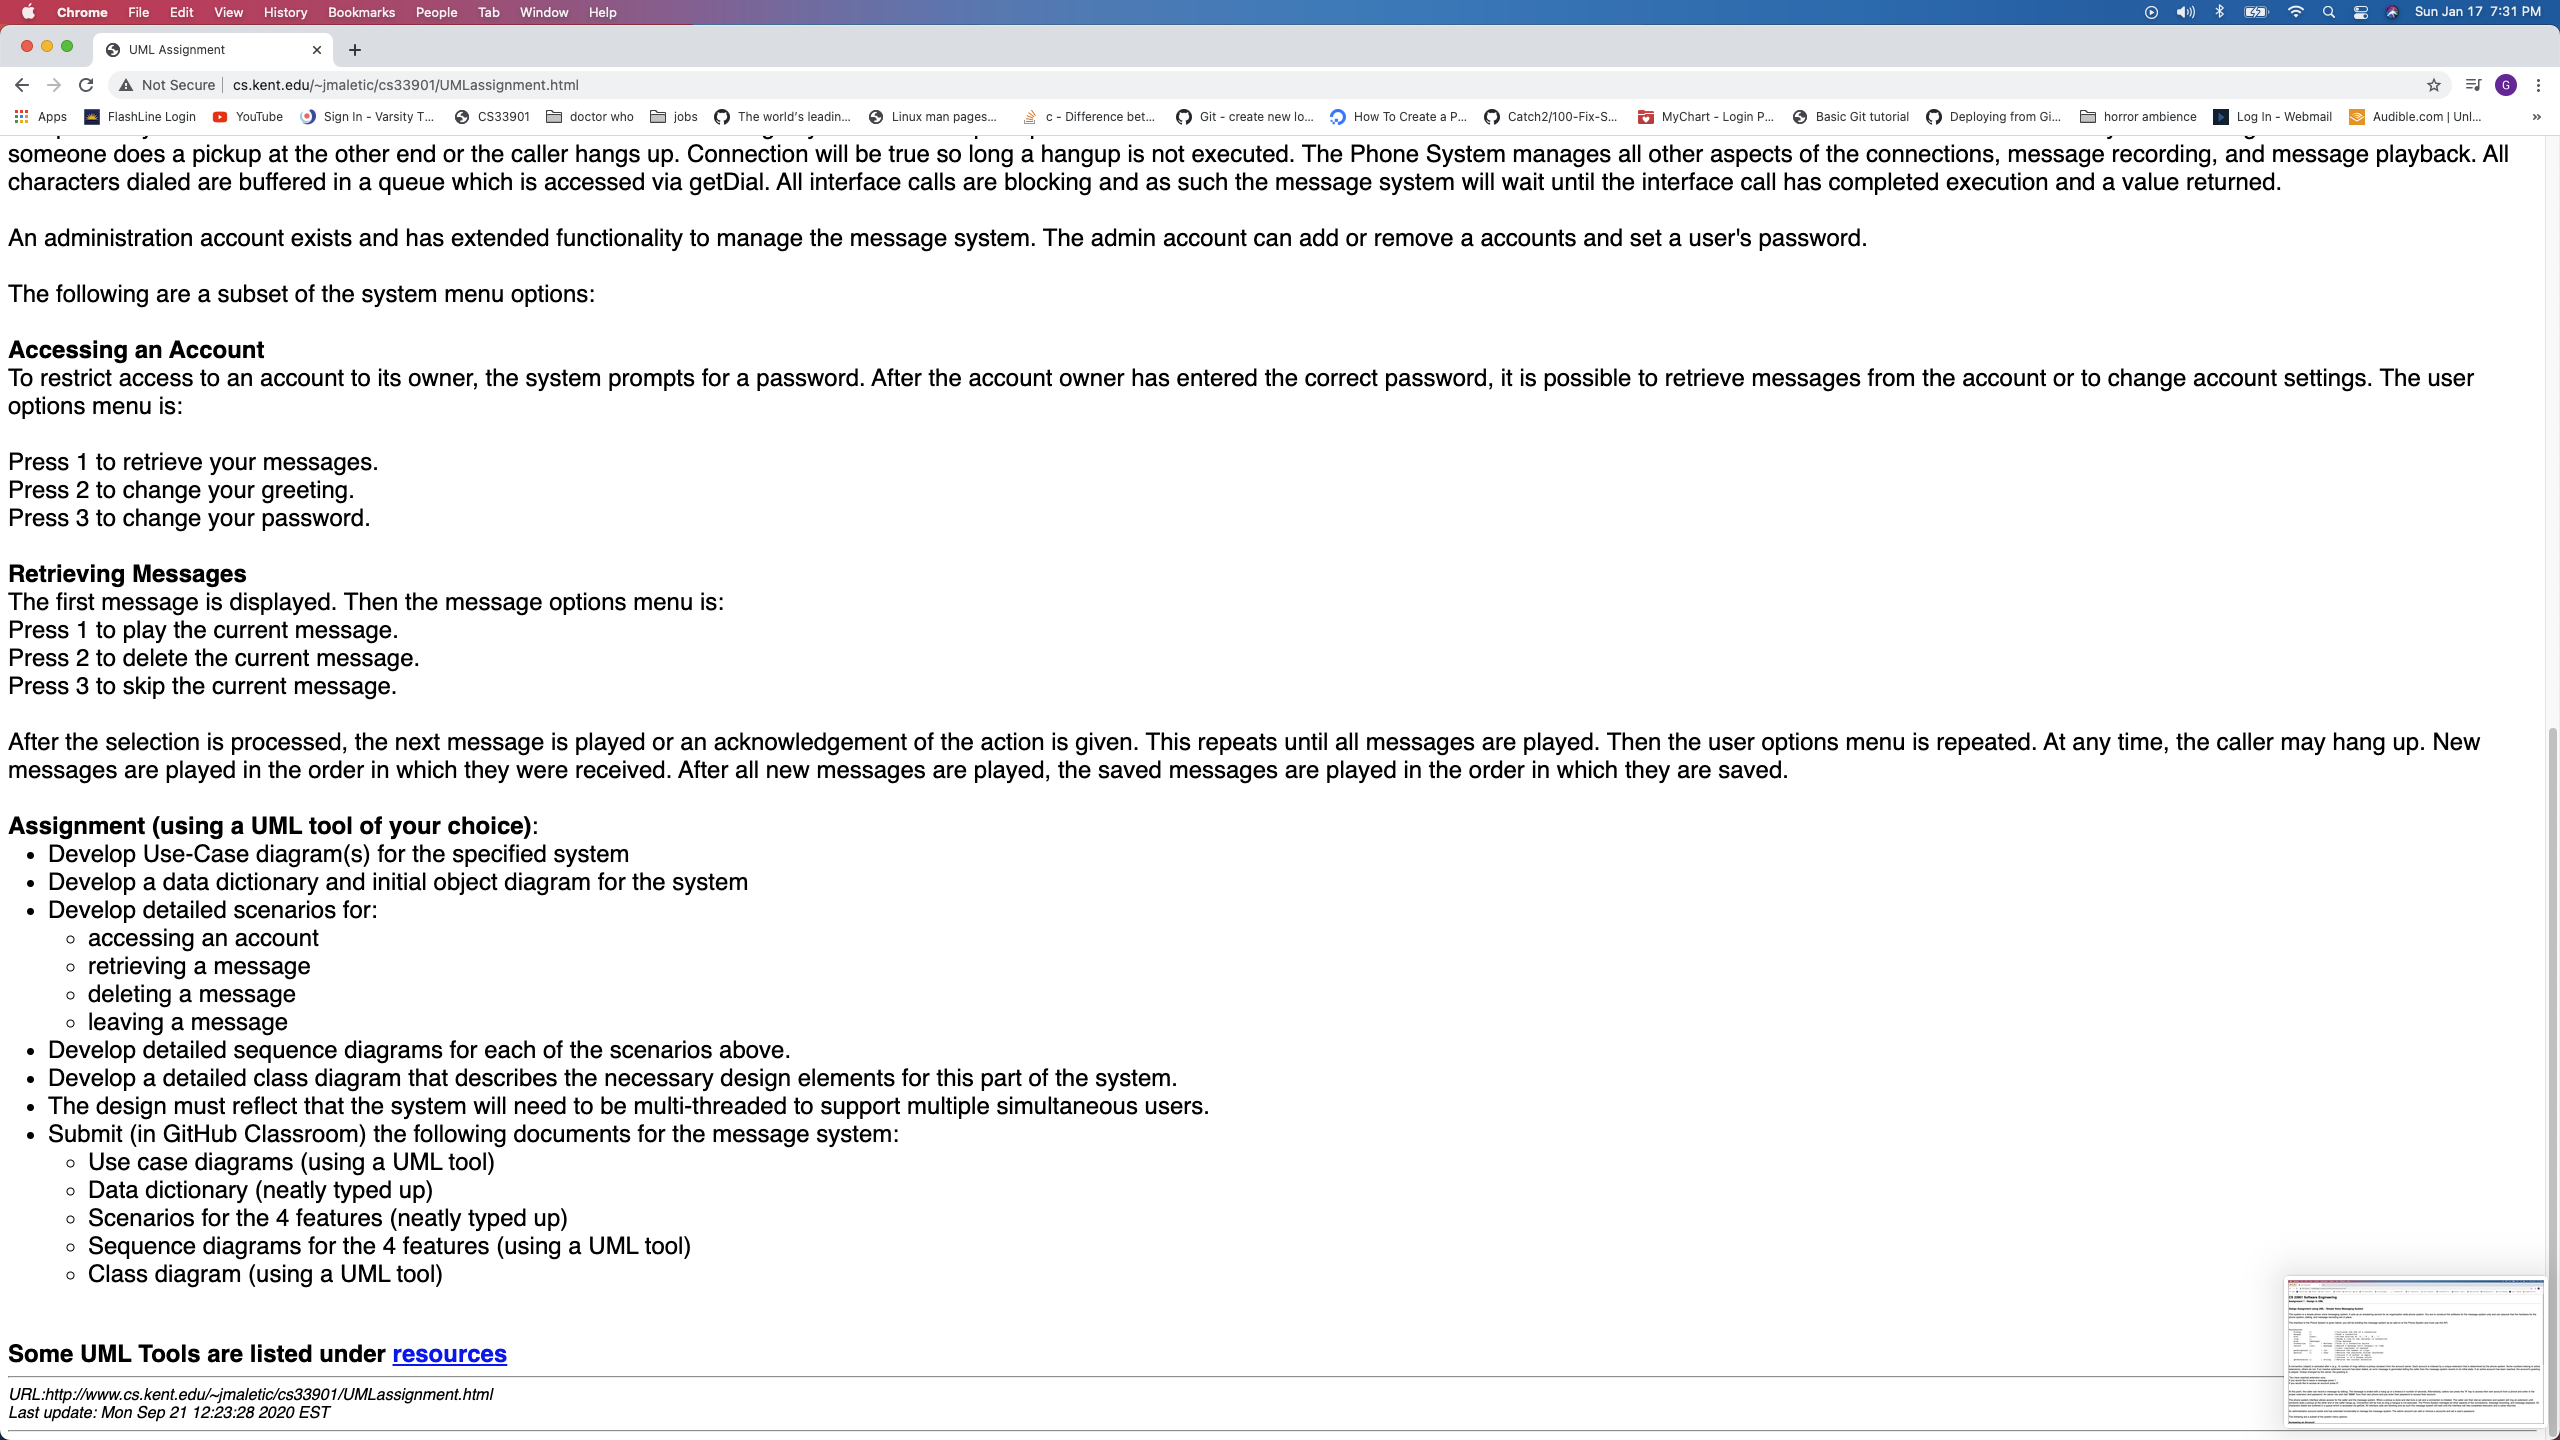 Chrome File Edit View History Bookmarks People Tab Window Help Sun Jan 17 7:31 PM
UML Assignment
Not Secure cs.kent.edu/~jmaletic/cs33901/UMLassignment.html G
Apps FlashLine Login YouTube Sign In - Varsity T... CS33901 doctor who jobs The world's leadin... Linux man pages... c - Difference bet... Git - create new lo... How To Create a P... Catch2/100-Fix-S... MyChart - Login P... Basic Git tutorial Deploying from Gi... horror ambience Log In - Webmail Audible.com | Unl... »
someone does a pickup at the other end or the caller hangs up. Connection will be true so long a hangup is not executed. The Phone System manages all other aspects of the connections, message recording, and message playback. All
characters dialed are buffered in a queue which is accessed via getDial. All interface calls are blocking and as such the message system will wait until the interface call has completed execution and a value returned.
An administration account exists and has extended functionality to manage the message system. The admin account can add or remove a accounts and set a user's password.
The following are a subset of the system menu options:
Accessing an Account
To restrict access to an account to its owner, the system prompts for a password. After the account owner has entered the correct password, it is possible to retrieve messages from the account or to change account settings. The user
options menu is:
Press 1 to retrieve your messages.
Press 2 to change your greeting.
Press 3 to change your password.
Retrieving Messages
The first message is displayed. Then the message options menu is:
Press 1 to play the current message.
Press 2 to delete the current message.
Press 3 to skip the current message.
After the selection is processed, the next message is played or an acknowledgement of the action is given. This repeats until all messages are played. Then the user options menu is repeated. At any time, the caller may hang up. New
messages are played in the order in which they were received. After all new messages are played, the saved messages are played in the order in which they are saved.
Assignment (using a UML tool of your choice):
• Develop Use-Case diagram(s) for the specified system
• Develop a data dictionary and initial object diagram for the system
• Develop detailed scenarios for:
◦ accessing an account
◦ retrieving a message
◦ deleting a message
◦ leaving a message
• Develop detailed sequence diagrams for each of the scenarios above.
• Develop a detailed class diagram that describes the necessary design elements for this part of the system.
• The design must reflect that the system will need to be multi-threaded to support multiple simultaneous users.
• Submit (in GitHub Classroom) the following documents for the message system:
◦ Use case diagrams (using a UML tool)
◦ Data dictionary (neatly typed up)
◦ Scenarios for the 4 features (neatly typed up)
◦ Sequence diagrams for the 4 features (using a UML tool)
◦ Class diagram (using a UML tool)
Some UML Tools are listed under resources
URL:http://www.cs.kent.edu/~jmaletic/cs33901/UMLassignment.html
Last update: Mon Sep 21 12:23:28 2020 EST